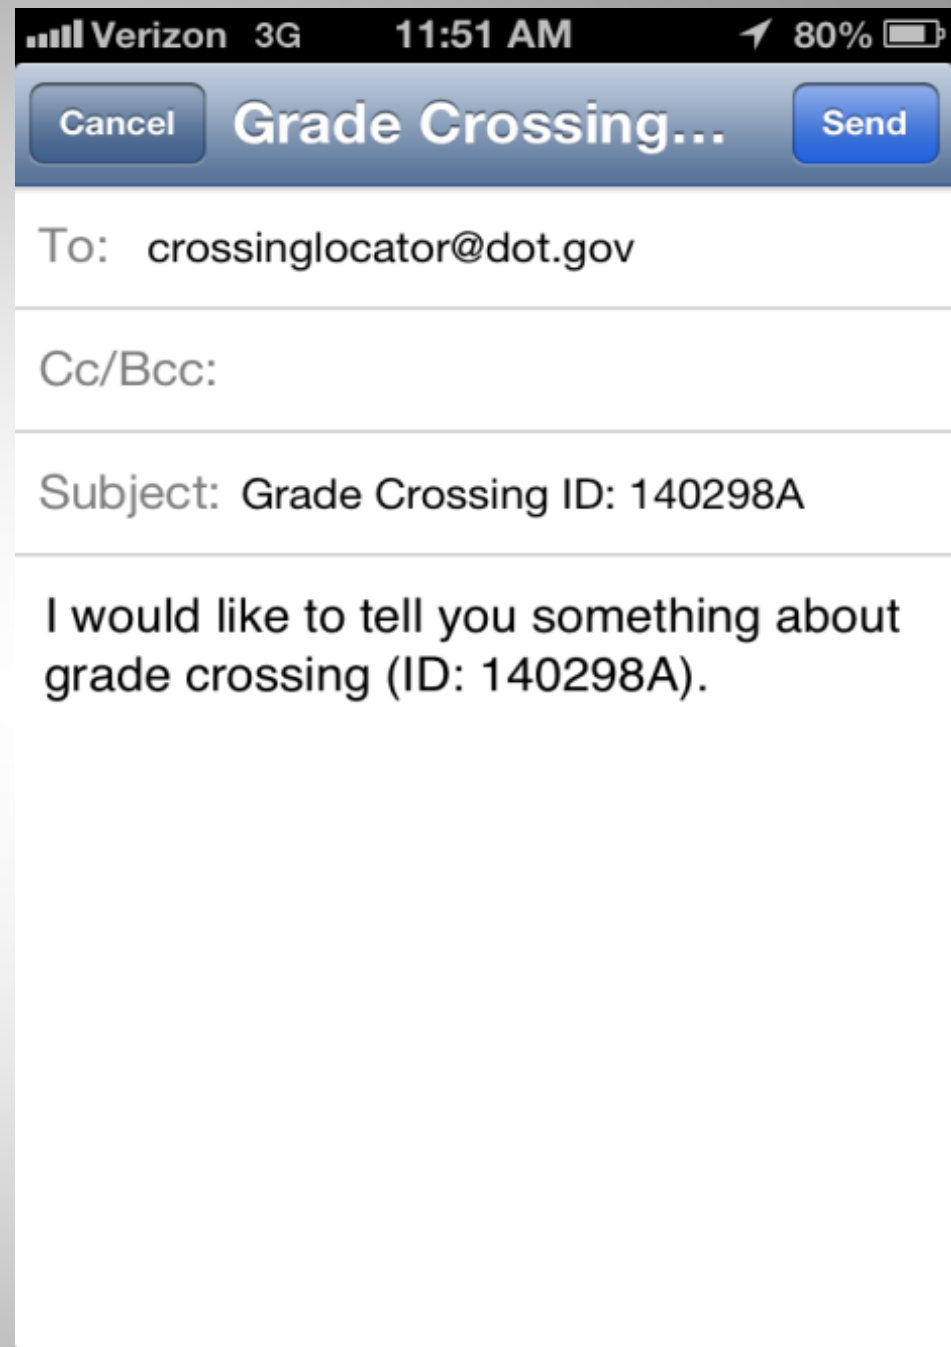 Verizon 3G 11:51 AM 80%
Cancel Grade Crossing... Send
To: crossinglocator@dot.gov
Cc/Bcc:
Subject: Grade Crossing ID: 140298A
I would like to tell you something about
grade crossing (ID: 140298A).